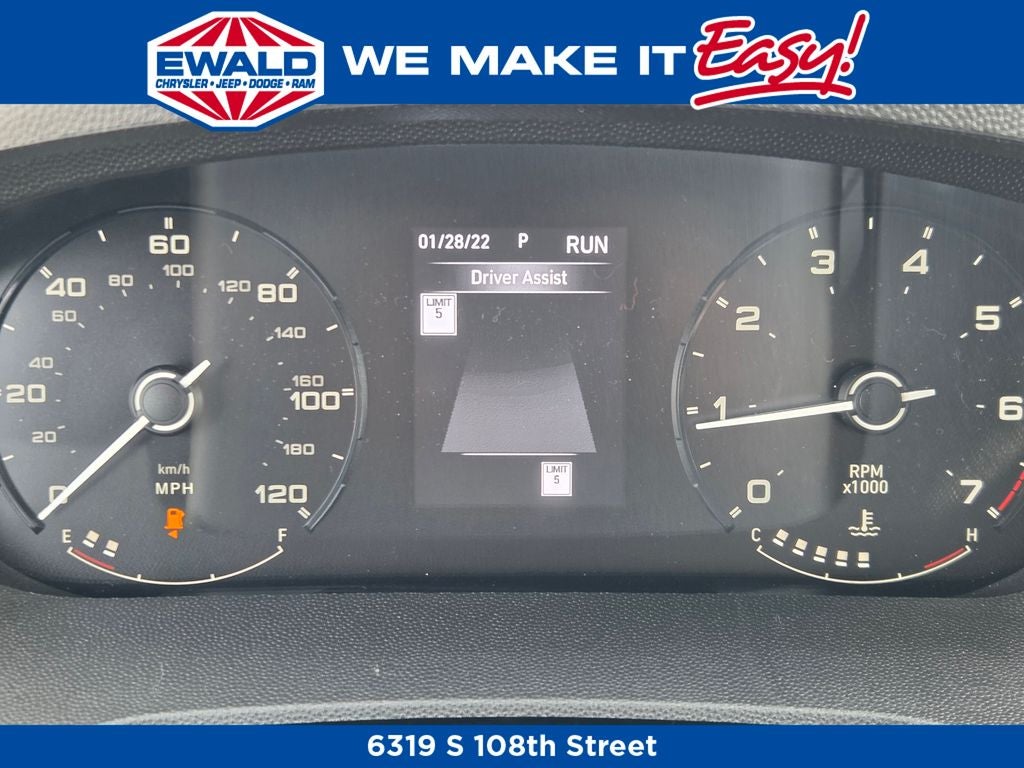 EWALD
CHRYSLER • JEEP • DODGE • RAM
WE MAKE IT Easy!
01/28/22 P RUN
Driver Assist
LIMIT
5
LIMIT
5
0 20 40 60 80 100 120
20 40 60 80 100 120 140 160 180
km/h
MPH
E F
0 1 2 3 4 5 6 7
RPM
x1000
C H
6319 S 108th Street